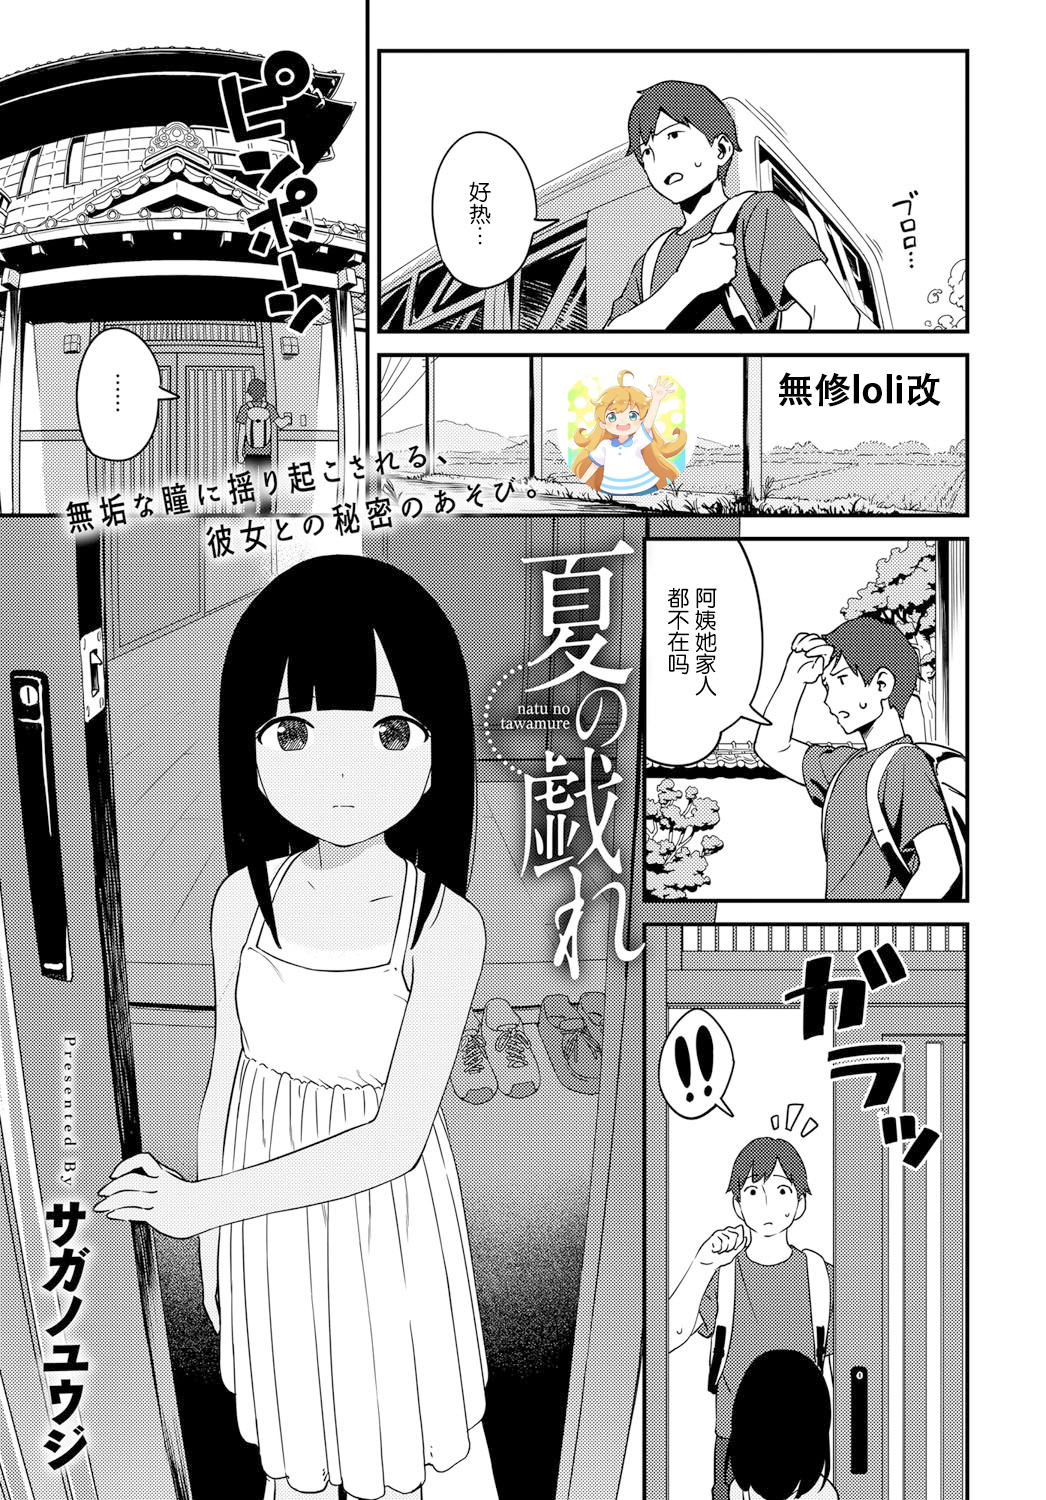 ブロロ…
好热…
無修loli改
ピンポーン
……
阿姨她家人
都不在吗
ガラッ
!!
無垢な瞳に揺り起こされる、
彼女との秘密のあそび。
夏の戯れ
natu no
tawamure
Presented By サガノユウジ